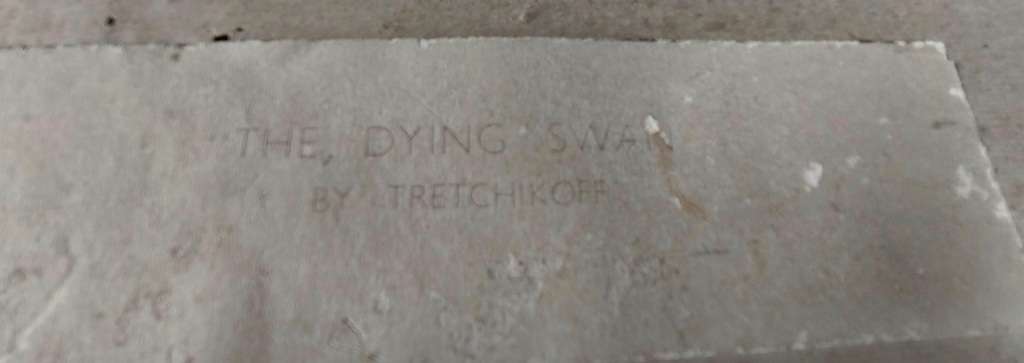 THE, DYING SWAN
BY TRETCHIKOFF